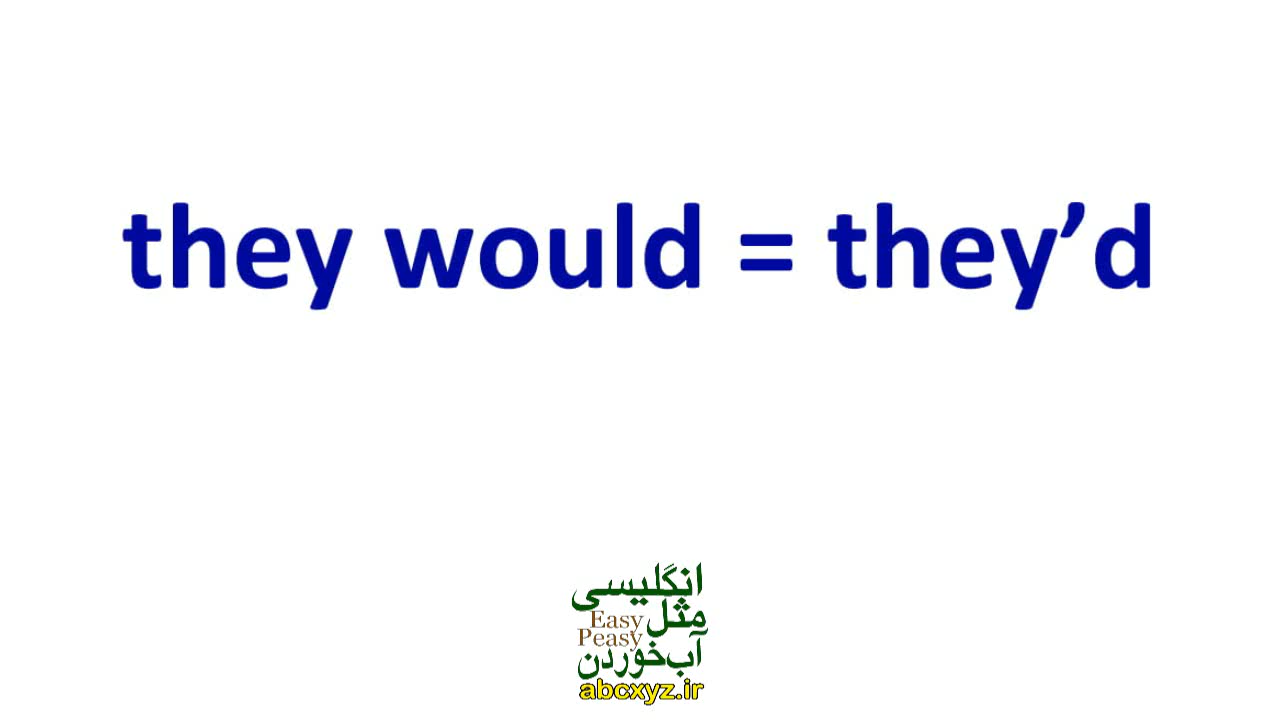 they would = they’d
انگلیسی
مثل
Easy
Peasy
آب‌خوردن
abcxyz.ir